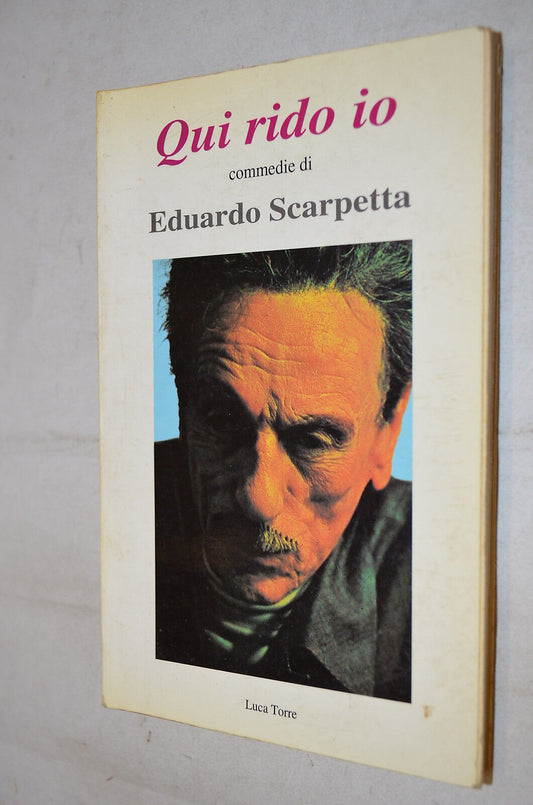 Qui rido io
commedie di
Eduardo Scarpetta
Luca Torre